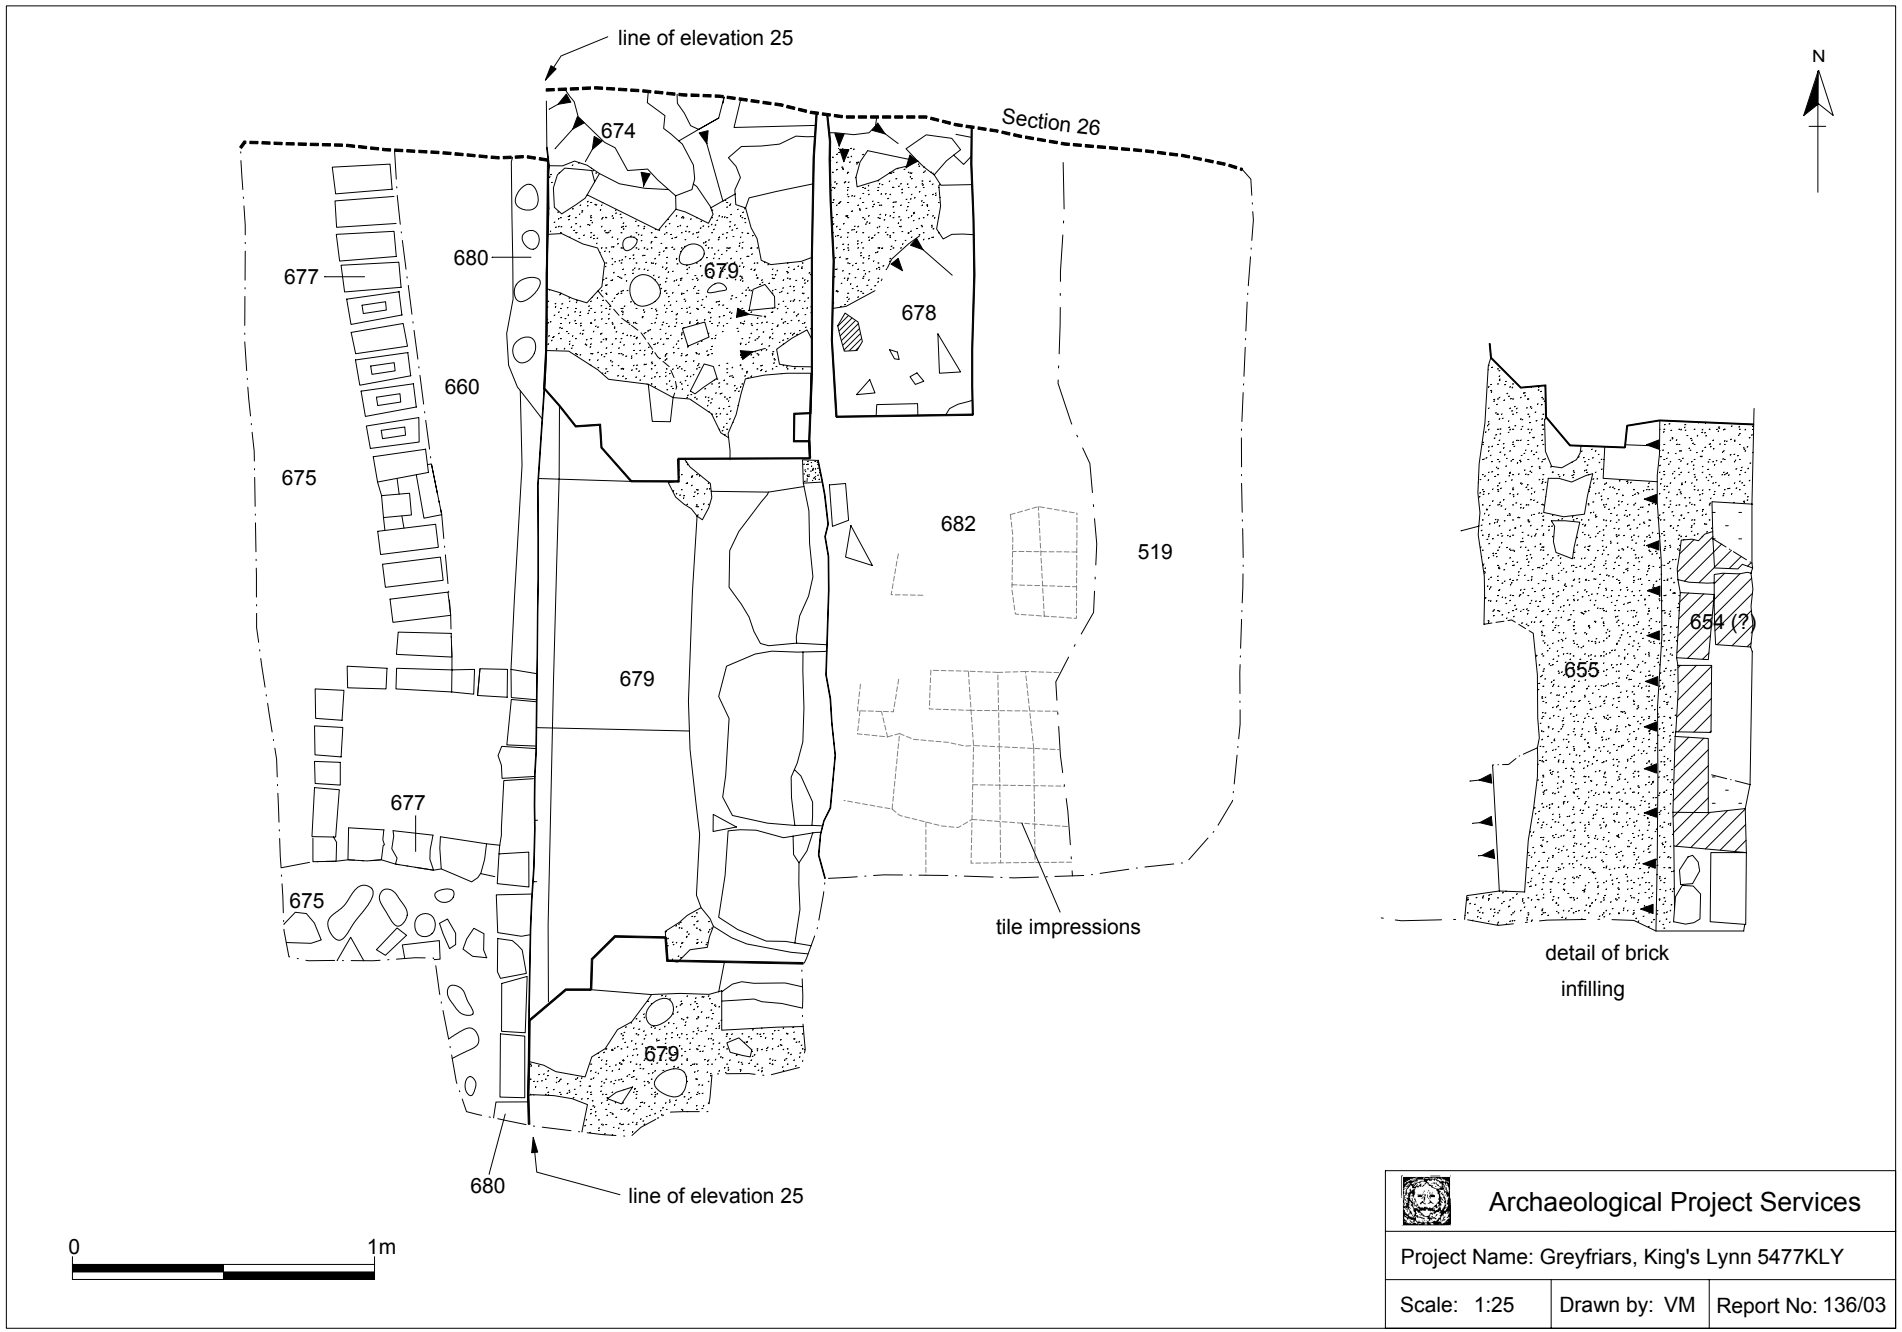 line of elevation 25
N
Section 26
674
680
677
679
678
660
675
682
519
679
655
654 (?)
677
675
tile impressions
detail of brick
infilling
679
680
line of elevation 25
0 1m
Archaeological Project Services
Project Name: Greyfriars, King's Lynn 5477KLY
Scale: 1:25 Drawn by: VM Report No: 136/03